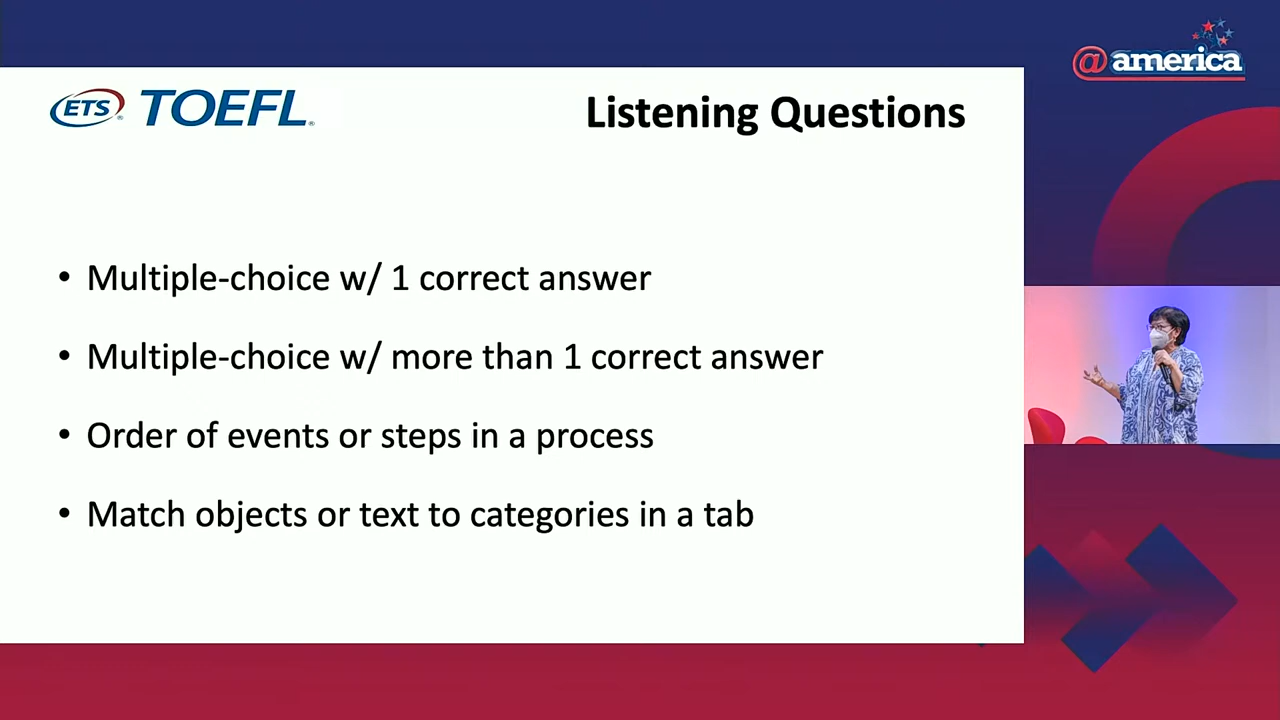 @america
ETS TOEFL
Listening Questions
• Multiple-choice w/ 1 correct answer
• Multiple-choice w/ more than 1 correct answer
• Order of events or steps in a process
• Match objects or text to categories in a tab